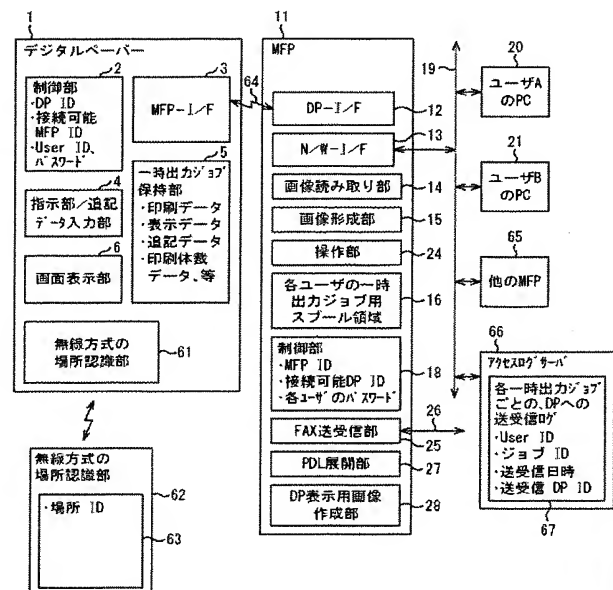 1
デジタルペーパー
2
制御部
・DP ID
・接続可能
MFP ID
・User ID、
パスワード
3
MFP-I/F
64
4
指示部/追記
データ入力部
5
一時出力ジョブ
保持部
・印刷データ
・表示データ
・追記データ
・印刷体裁
データ、等
6
画面表示部
無線方式の
場所認識部
61
無線方式の
場所認識部
62
・場所 ID
63
11
MFP
DP-I/F
12
N/W-I/F
13
画像読み取り部
14
画像形成部
15
操作部
24
各ユーザの一時
出力ジョブ用
スプール領域
16
制御部
・MFP ID
・接続可能DP ID
・各ユーザのパスワード
18
FAX送受信部
25
26
PDL展開部
27
DP表示用画像
作成部
28
19
20
ユーザA
のPC
21
ユーザB
のPC
65
他のMFP
66
アクセスログサーバ
各一時出力ジョブ
ごとの、DPへの
送受信ログ
・User ID
・ジョブ ID
・送受信日時
・送受信 DP ID
67